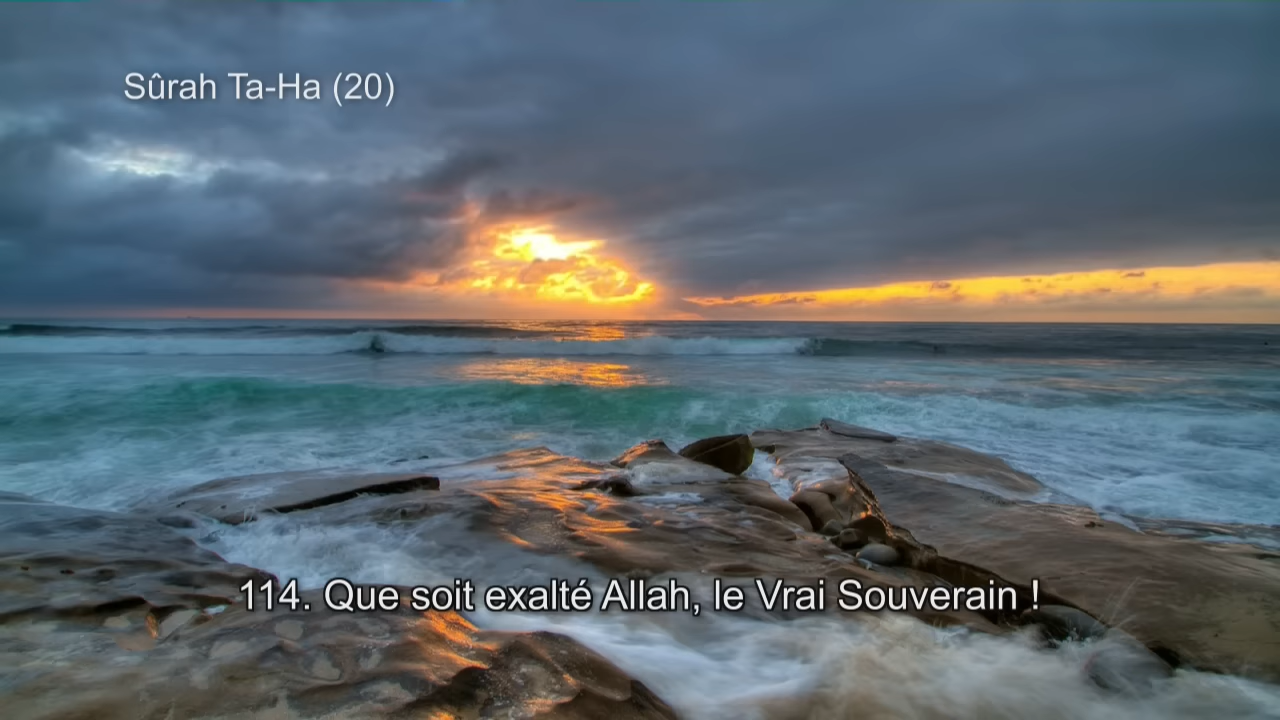 Sûrah Ta-Ha (20)
114. Que soit exalté Allah, le Vrai Souverain !